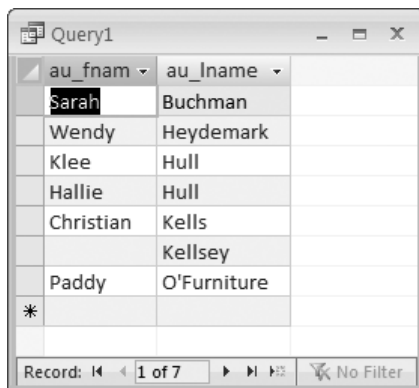 Query1
au_fnam au_lname
Sarah Buchman
Wendy Heydemark
Klee Hull
Hallie Hull
Christian Kells
Kellsey
Paddy O'Furniture
Record: 1 of 7 No Filter